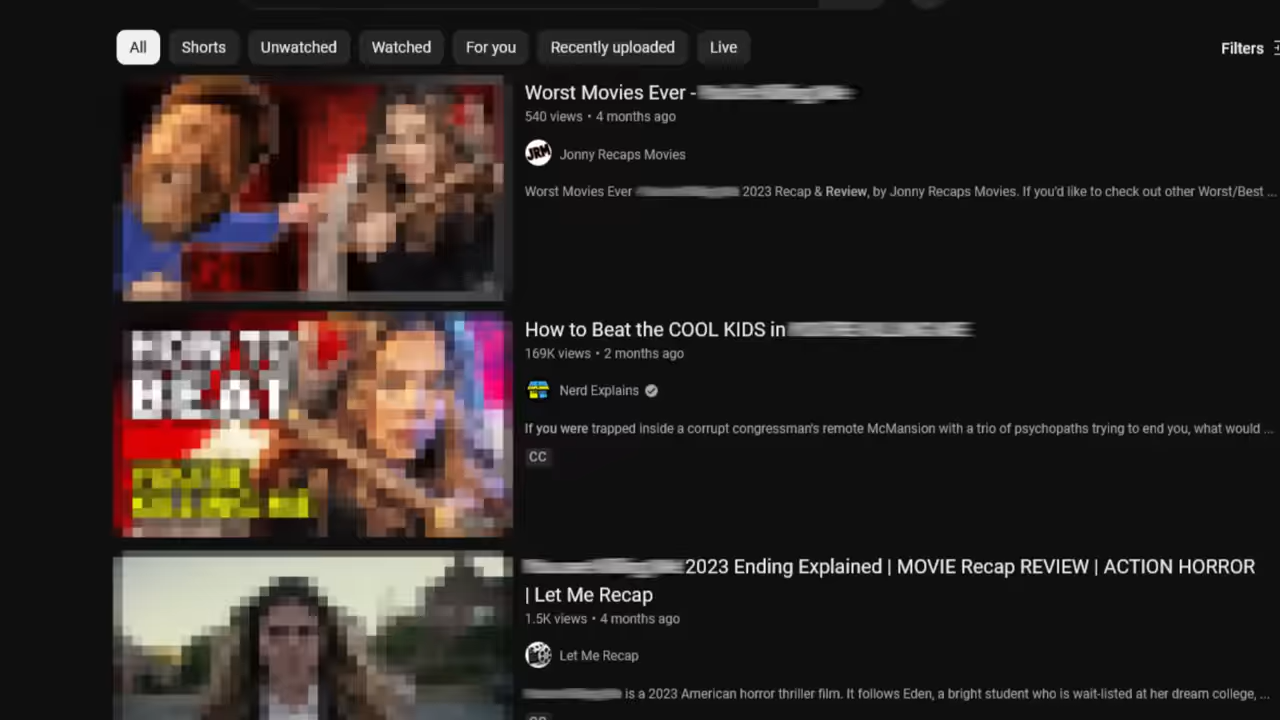 All Shorts Unwatched Watched For you Recently uploaded Live Filters
Worst Movies Ever -
540 views • 4 months ago
JRM Jonny Recaps Movies
Worst Movies Ever 2023 Recap & Review, by Jonny Recaps Movies. If you'd like to check out other Worst/Best ...
HOW TO
BEAT
How to Beat the COOL KIDS in
169K views • 2 months ago
Nerd Explains
If you were trapped inside a corrupt congressman's remote McMansion with a trio of psychopaths trying to end you, what would ...
CC
2023 Ending Explained | MOVIE Recap REVIEW | ACTION HORROR
| Let Me Recap
1.5K views • 4 months ago
Let Me Recap
is a 2023 American horror thriller film. It follows Eden, a bright student who is wait-listed at her dream college, ...
CC